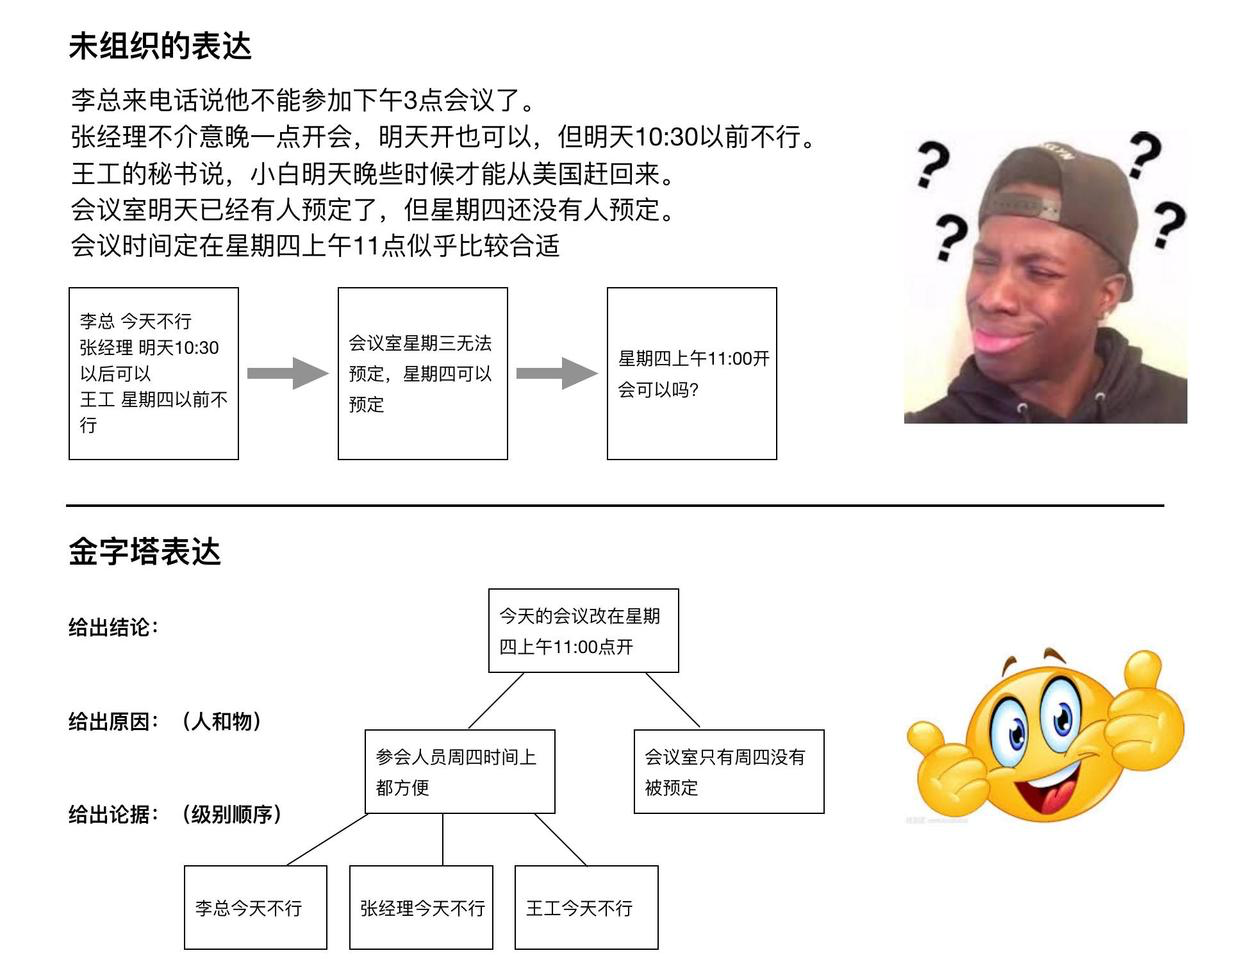 未组织的表达
李总来电话说他不能参加下午3点会议了。
张经理不介意晚一点开会，明天开也可以，但明天10:30以前不行。
王工的秘书说，小白明天晚些时候才能从美国赶回来。
会议室明天已经有人预定了，但星期四还没有人预定。
会议时间定在星期四上午11点似乎比较合适
李总 今天不行
张经理 明天10:30
以后可以
王工 星期四以前不
行
会议室星期三无法
预定，星期四可以
预定
星期四上午11:00开
会可以吗?
?
?
?
?
金字塔表达
给出结论：
今天的会议改在星期
四上午11:00点开
给出原因：（人和物）
参会人员周四时间上
都方便
会议室只有周四没有
被预定
给出论据：（级别顺序）
李总今天不行
张经理今天不行
王工今天不行